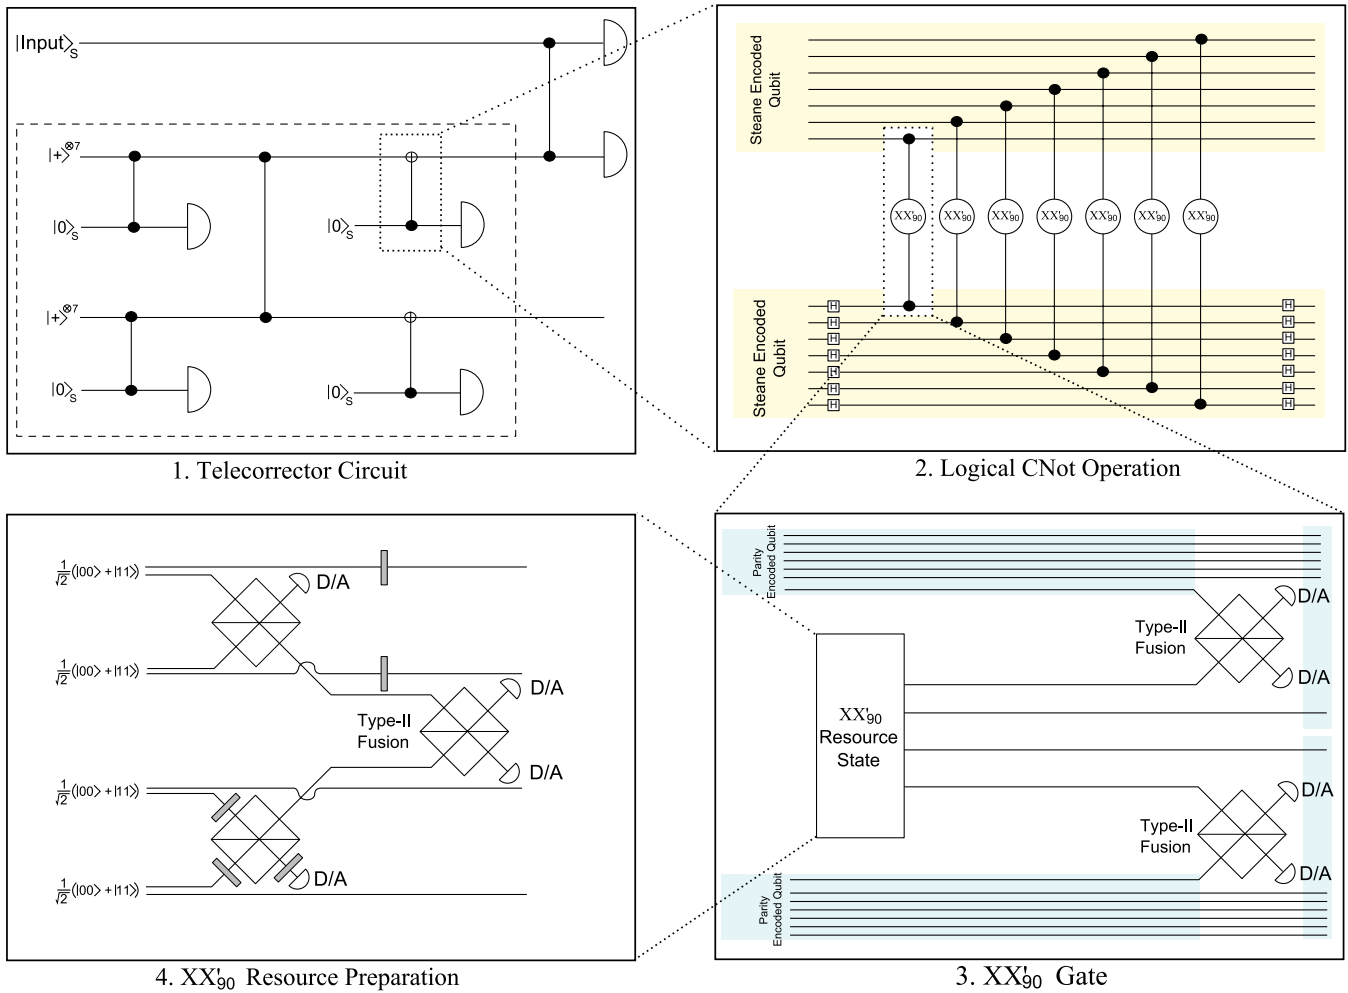 |Input⟩S
|+⟩⊗7
|0⟩S
|0⟩S
|+⟩⊗7
|0⟩S
|0⟩S
1. Telecorrector Circuit
Steane Encoded
Qubit
XX'90 XX'90 XX'90 XX'90 XX'90 XX'90 XX'90
Steane Encoded
Qubit
H H
H H
H H
H H
H H
H H
H H
2. Logical CNot Operation
1/√2(|00⟩+|11⟩)
D/A
1/√2(|00⟩+|11⟩)
D/A
Type-II
Fusion
D/A
1/√2(|00⟩+|11⟩)
1/√2(|00⟩+|11⟩)
D/A
4. XX'90 Resource Preparation
Parity
Encoded Qubit
D/A
Type-II
Fusion
D/A
XX'90
Resource
State
D/A
Type-II
Fusion
D/A
Parity
Encoded Qubit
3. XX'90 Gate